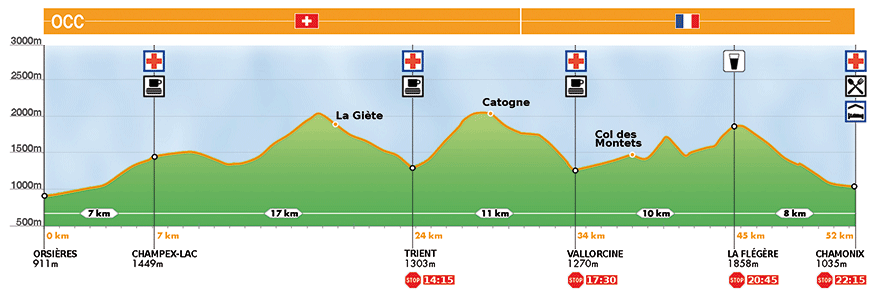 OCC
3000m
2500m
2000m
1500m
1000m
500m
La Giète
Catogne
Col des
Montets
7 km
17 km
11 km
10 km
8 km
0 km
7 km
24 km
34 km
45 km
52 km
ORSIÈRES
911m
CHAMPEX-LAC
1449m
TRIENT
1303m
STOP 14:15
VALLORCINE
1270m
STOP 17:30
LA FLÉGÈRE
1858m
STOP 20:45
CHAMONIX
1035m
STOP 22:15